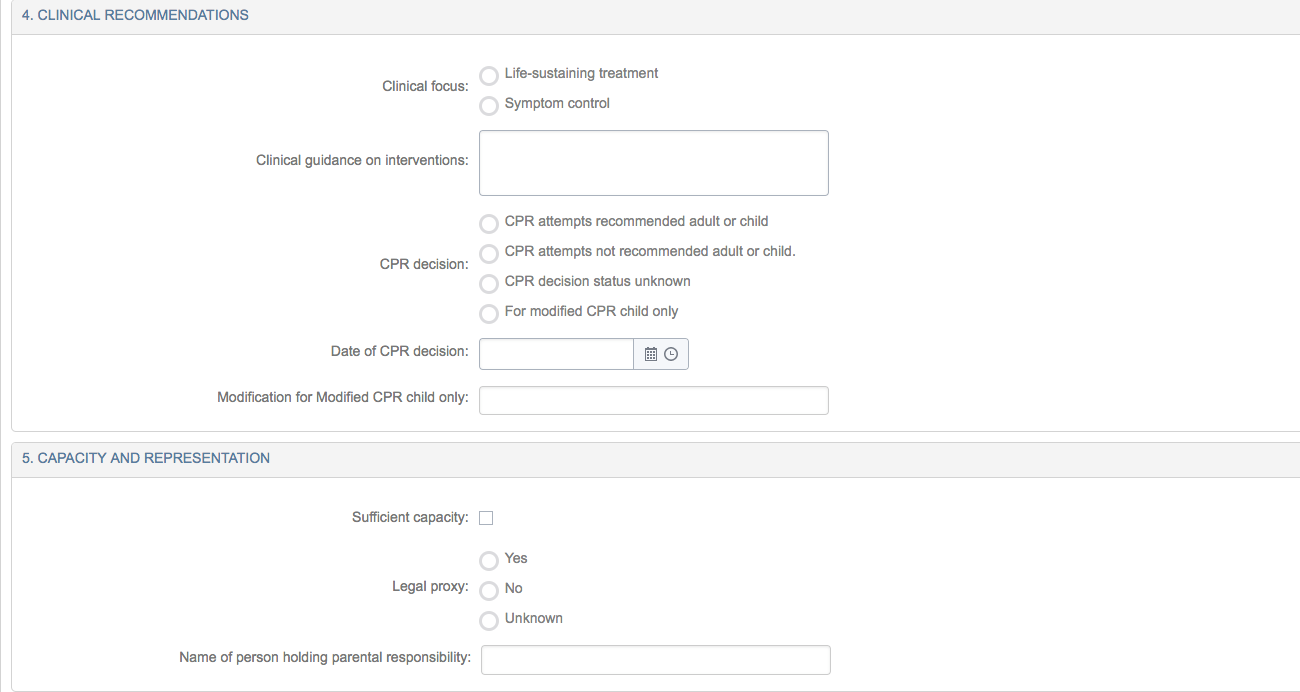 4. CLINICAL RECOMMENDATIONS
Clinical focus:
Life-sustaining treatment
Symptom control
Clinical guidance on interventions:
CPR decision:
CPR attempts recommended adult or child
CPR attempts not recommended adult or child.
CPR decision status unknown
For modified CPR child only
Date of CPR decision:
Modification for Modified CPR child only:
5. CAPACITY AND REPRESENTATION
Sufficient capacity:
Legal proxy:
Yes
No
Unknown
Name of person holding parental responsibility: